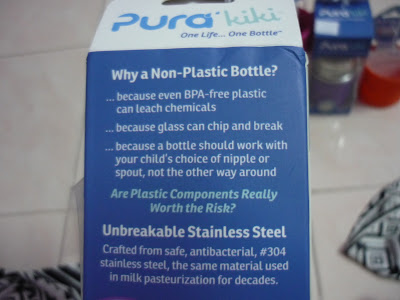 Pura kiki
One Life... One Bottle™
Why a Non-Plastic Bottle?
... because even BPA-free plastic
can leach chemicals
... because glass can chip and break
... because a bottle should work with
your child's choice of nipple or
spout, not the other way around
Are Plastic Components Really
Worth the Risk?
Unbreakable Stainless Steel
Crafted from safe, antibacterial, #304
stainless steel, the same material used
in milk pasteurization for decades.